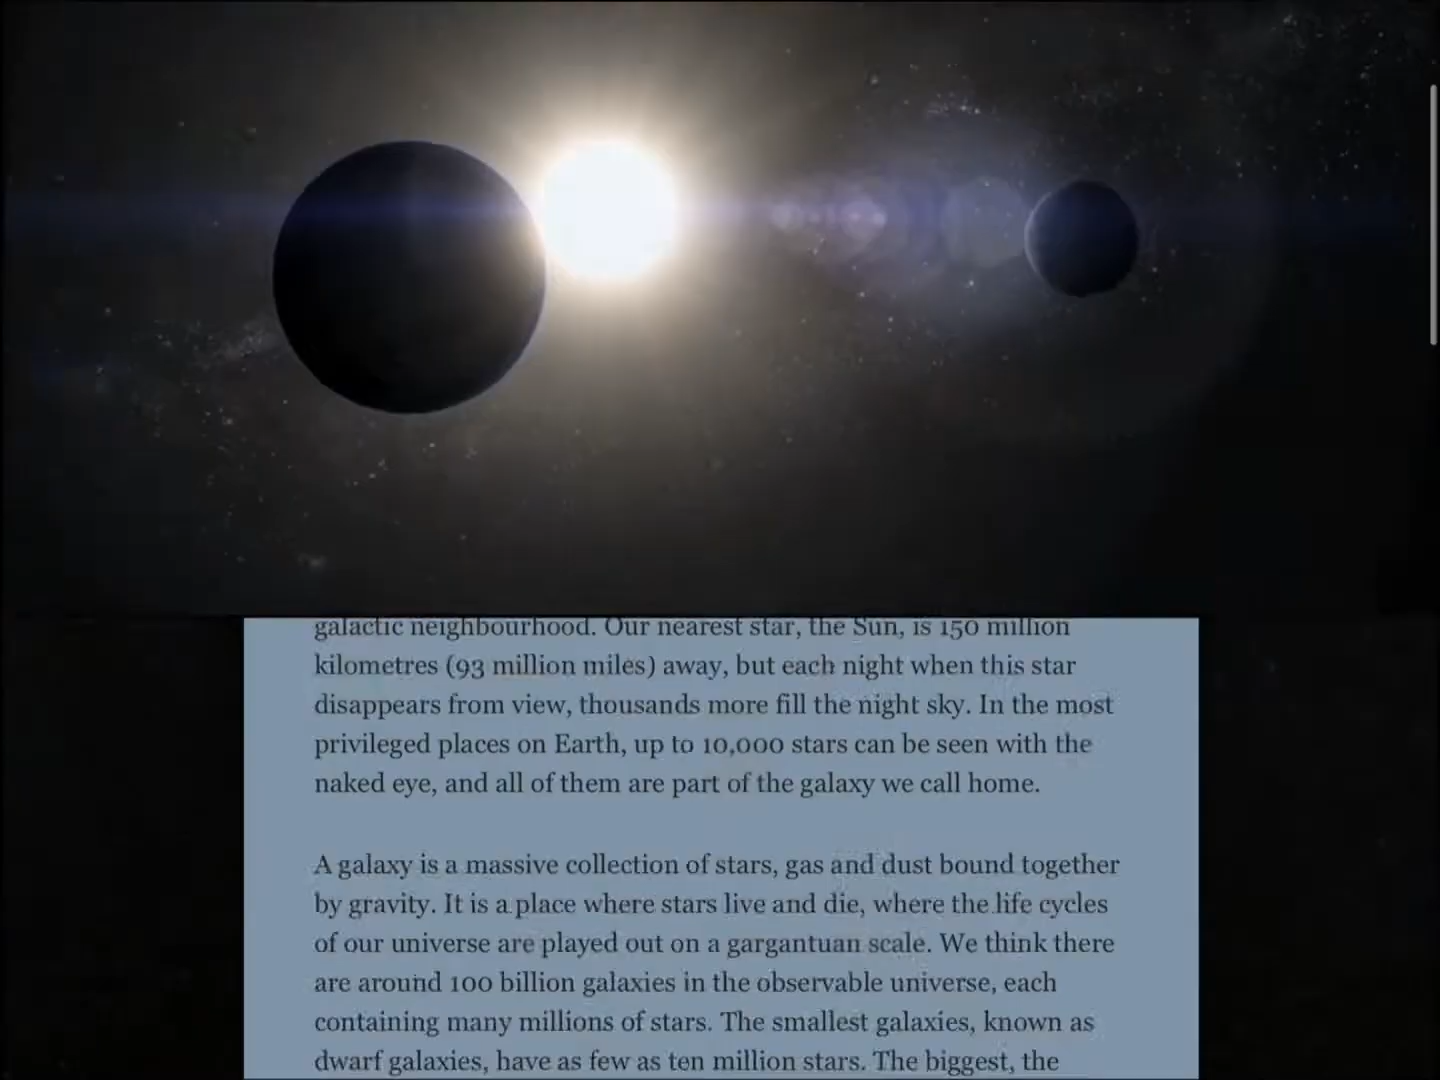 galactic neighbourhood. Our nearest star, the Sun, is 150 million
kilometres (93 million miles) away, but each night when this star
disappears from view, thousands more fill the night sky. In the most
privileged places on Earth, up to 10,000 stars can be seen with the
naked eye, and all of them are part of the galaxy we call home.
A galaxy is a massive collection of stars, gas and dust bound together
by gravity. It is a place where stars live and die, where the life cycles
of our universe are played out on a gargantuan scale. We think there
are around 100 billion galaxies in the observable universe, each
containing many millions of stars. The smallest galaxies, known as
dwarf galaxies, have as few as ten million stars. The biggest, the